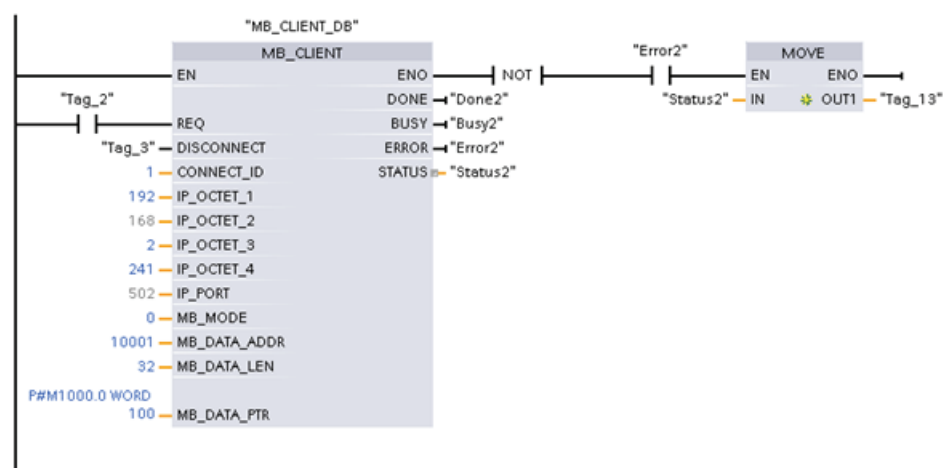 "MB_CLIENT_DB"
MB_CLIENT
"Error2"
MOVE
EN
ENO
NOT
EN
ENO
"Tag_2"
DONE
"Done2"
"Status2"
IN
OUT1
"Tag_13"
REQ
BUSY
"Busy2"
"Tag_3"
DISCONNECT
ERROR
"Error2"
1
CONNECT_ID
STATUS
"Status2"
192
IP_OCTET_1
168
IP_OCTET_2
2
IP_OCTET_3
241
IP_OCTET_4
502
IP_PORT
0
MB_MODE
10001
MB_DATA_ADDR
32
MB_DATA_LEN
P#M1000.0 WORD
100
MB_DATA_PTR